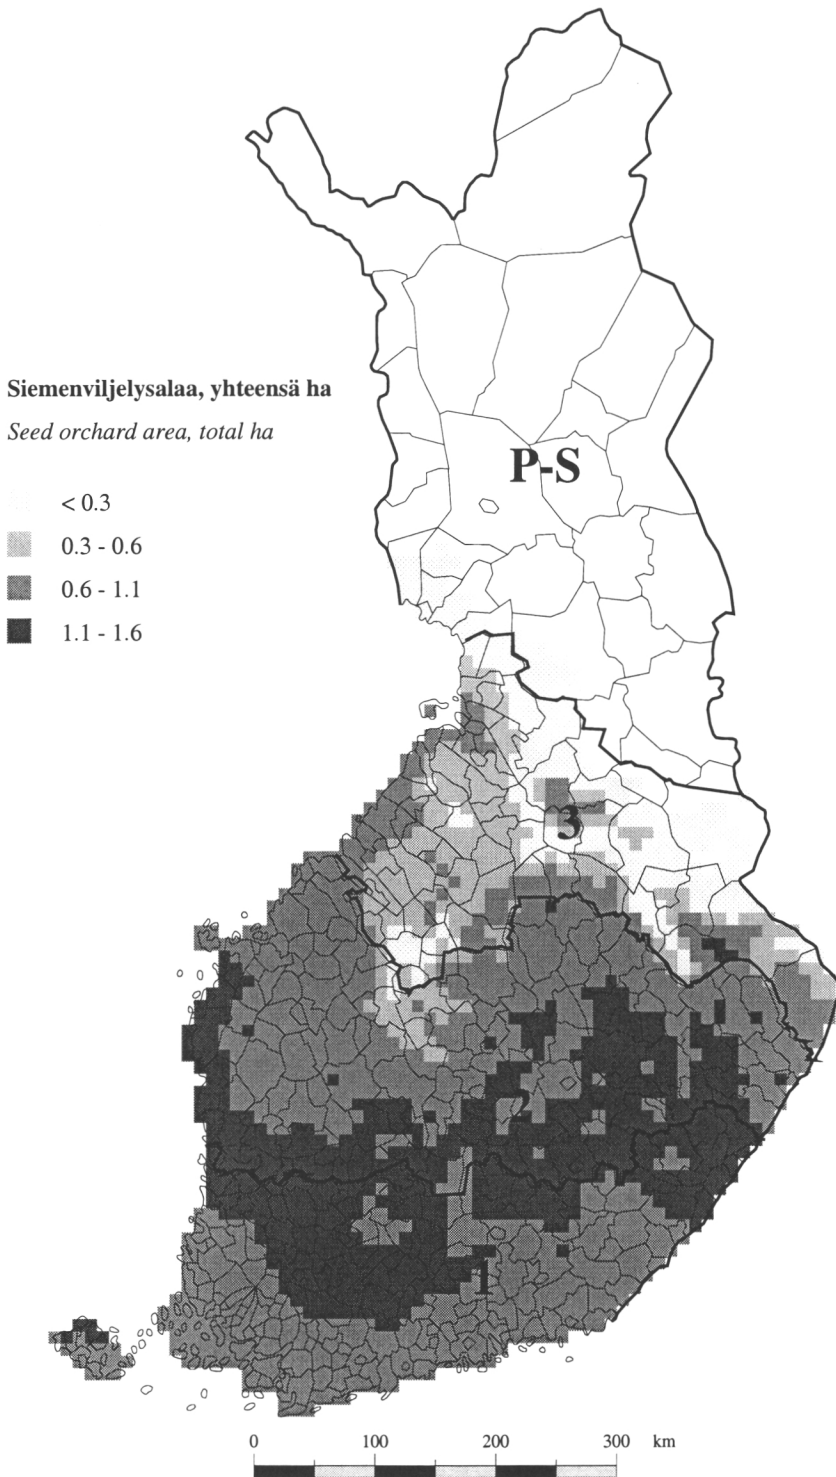 Siemenviljelysalaa, yhteensä ha
Seed orchard area, total ha
< 0.3
0.3 - 0.6
0.6 - 1.1
1.1 - 1.6
P-S
3
2
1
0 100 200 300 km